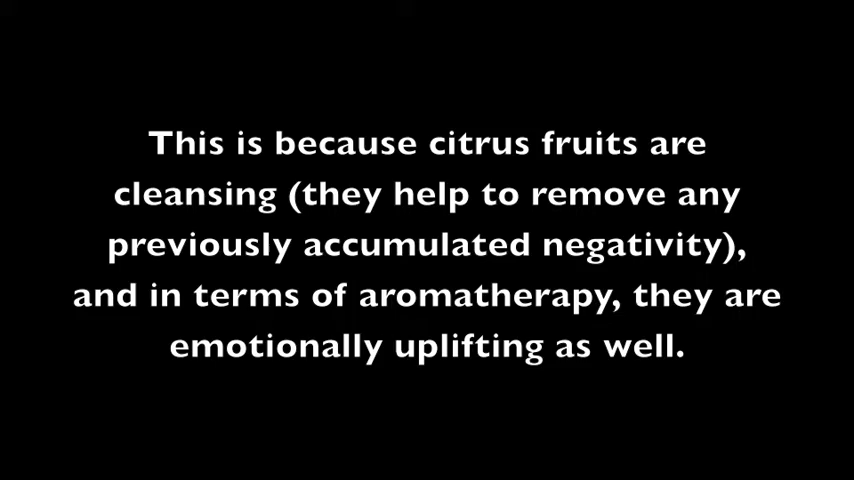 This is because citrus fruits are
cleansing (they help to remove any
previously accumulated negativity),
and in terms of aromatherapy, they are
emotionally uplifting as well.